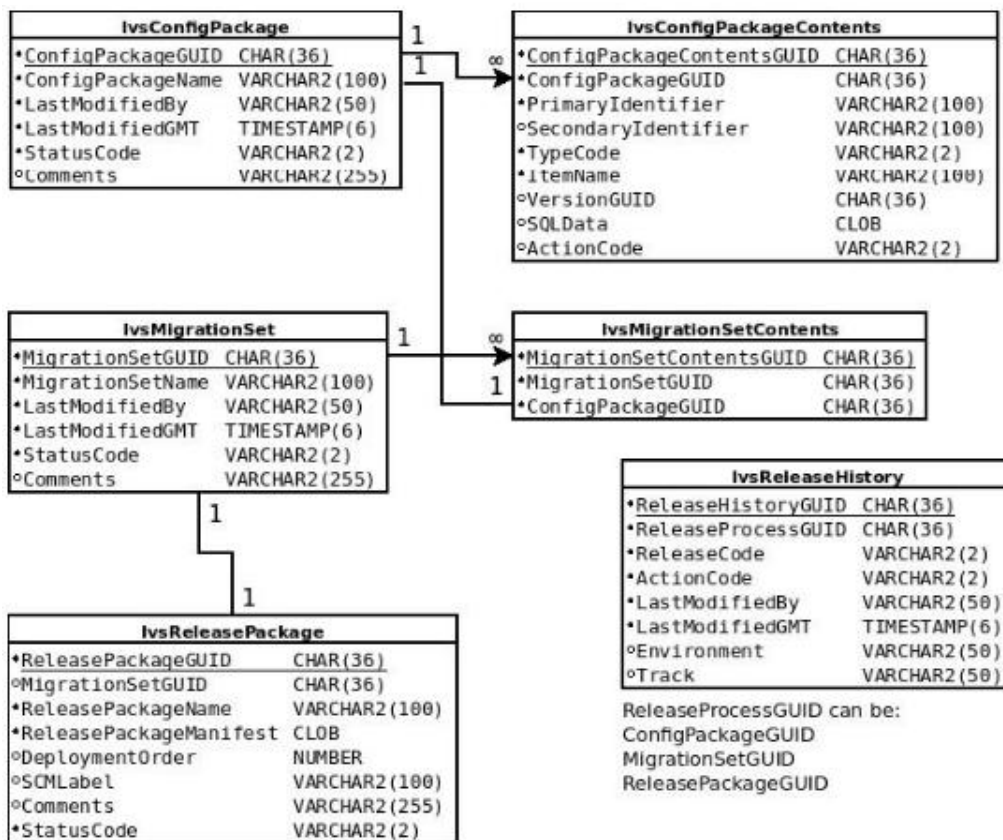 IvsConfigPackage
ConfigPackageGUID CHAR(36)
ConfigPackageName VARCHAR2(100)
LastModifiedBy VARCHAR2(50)
LastModifiedGMT TIMESTAMP(6)
StatusCode VARCHAR2(2)
Comments VARCHAR2(255)
1
1
∞
IvsConfigPackageContents
ConfigPackageContentsGUID CHAR(36)
ConfigPackageGUID CHAR(36)
PrimaryIdentifier VARCHAR2(100)
SecondaryIdentifier VARCHAR2(100)
TypeCode VARCHAR2(2)
ItemName VARCHAR2(100)
VersionGUID CHAR(36)
SQLData CLOB
ActionCode VARCHAR2(2)
IvsMigrationSet
MigrationSetGUID CHAR(36)
MigrationSetName VARCHAR2(100)
LastModifiedBy VARCHAR2(50)
LastModifiedGMT TIMESTAMP(6)
StatusCode VARCHAR2(2)
Comments VARCHAR2(255)
1
∞
1
IvsMigrationSetContents
MigrationSetContentsGUID CHAR(36)
MigrationSetGUID CHAR(36)
ConfigPackageGUID CHAR(36)
1
1
IvsReleasePackage
ReleasePackageGUID CHAR(36)
MigrationSetGUID CHAR(36)
ReleasePackageName VARCHAR2(100)
ReleasePackageManifest CLOB
DeploymentOrder NUMBER
SCMLabel VARCHAR2(100)
Comments VARCHAR2(255)
StatusCode VARCHAR2(2)
IvsReleaseHistory
ReleaseHistoryGUID CHAR(36)
ReleaseProcessGUID CHAR(36)
ReleaseCode VARCHAR2(2)
ActionCode VARCHAR2(2)
LastModifiedBy VARCHAR2(50)
LastModifiedGMT TIMESTAMP(6)
Environment VARCHAR2(50)
Track VARCHAR2(50)
ReleaseProcessGUID can be:
ConfigPackageGUID
MigrationSetGUID
ReleasePackageGUID